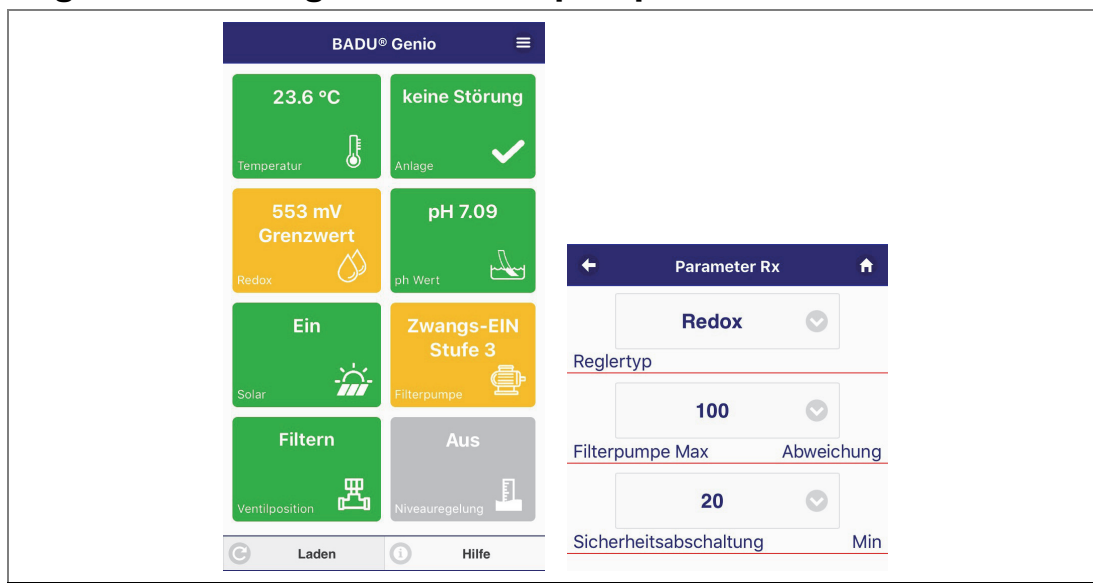 BADU® Genio
23.6 °C
Temperatur
keine Störung
Anlage
553 mV
Grenzwert
Redox
pH 7.09
ph Wert
Ein
Solar
Zwangs-EIN
Stufe 3
Filterpumpe
Filtern
Ventilposition
Aus
Niveauregelung
Laden
Hilfe
Parameter Rx
Redox
Reglertyp
100
Filterpumpe Max Abweichung
20
Sicherheitsabschaltung Min